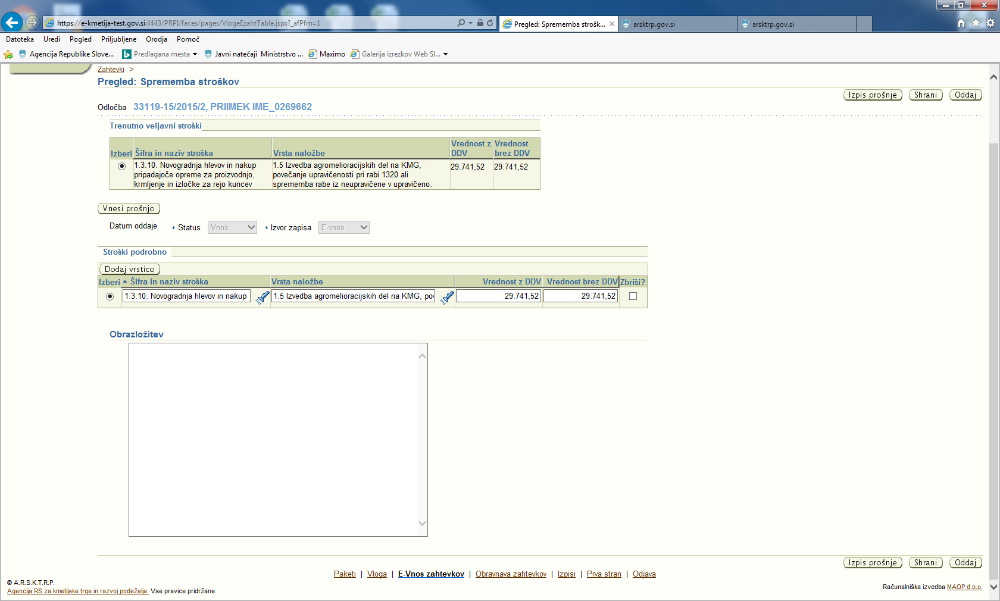 https://e-kmetija-test.gov.si:4443/PRPI/faces/pages/VlogeEzahtTable.jspx?_afPfm=1
Pregled: Sprememba strošk...
arsktrp.gov.si
arsktrp.gov.si
Datoteka Uredi Pogled Priljubljene Orodja Pomoč
Agencija Republike Slove... Predlagana mesta Javni natečaji Ministrstvo ... Maximo Galerija izrezkov Web Sl...
Zahtevki >
Pregled: Sprememba stroškov
Izpis prošnje Shrani Oddaj
Odločba 33119-15/2015/2, PRIIMEK IME_0269662
Trenutno veljavni stroški
Izberi Šifra in naziv stroška Vrsta naložbe Vrednost z DDV Vrednost brez DDV
1.3.10. Novogradnja hlevov in nakup pripadajoče opreme za proizvodnjo, krmljenje in izločke za rejo kuncev
1.5 Izvedba agromelioracijskih del na KMG, povečanje upravičenosti pri rabi 1320 ali sprememba rabe iz neupravičene v upravičeno.
29.741,52 29.741,52
Vnesi prošnjo
Datum oddaje * Status Vnos * Izvor zapisa E-vnos
Stroški podrobno
Dodaj vrstico
Izberi * Šifra in naziv stroška Vrsta naložbe Vrednost z DDV Vrednost brez DDV Zbriši?
1.3.10. Novogradnja hlevov in nakup 1.5 Izvedba agromelioracijskih del na KMG, pov 29.741,52 29.741,52
Obrazložitev
Izpis prošnje Shrani Oddaj
Paketi | Vloga | E-Vnos zahtevkov | Obravnava zahtevkov | Izpisi | Prva stran | Odjava
© A.R.S.K.T.R.P.
Agencija RS za kmetijske trge in razvoj podeželja. Vse pravice pridržane.
Računalniška izvedba MAOP d.o.o.